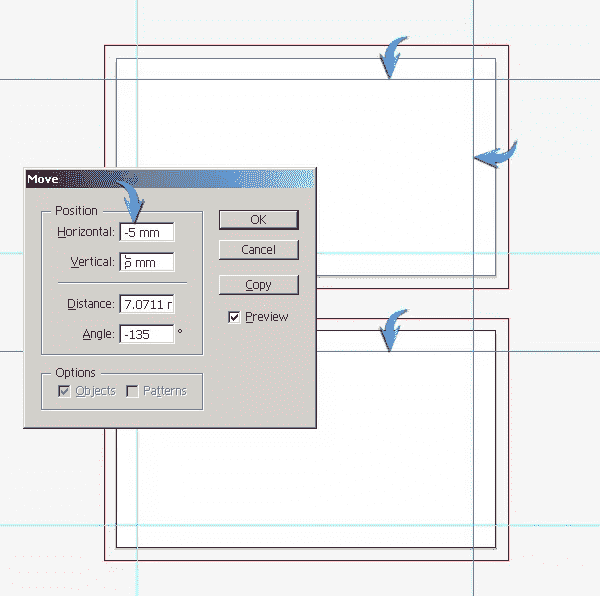 Move
Position
Horizontal: -5 mm
Vertical: -5 mm
Distance: 7.0711 r
Angle: -135 °
OK
Cancel
Copy
Preview
Options
Objects Patterns